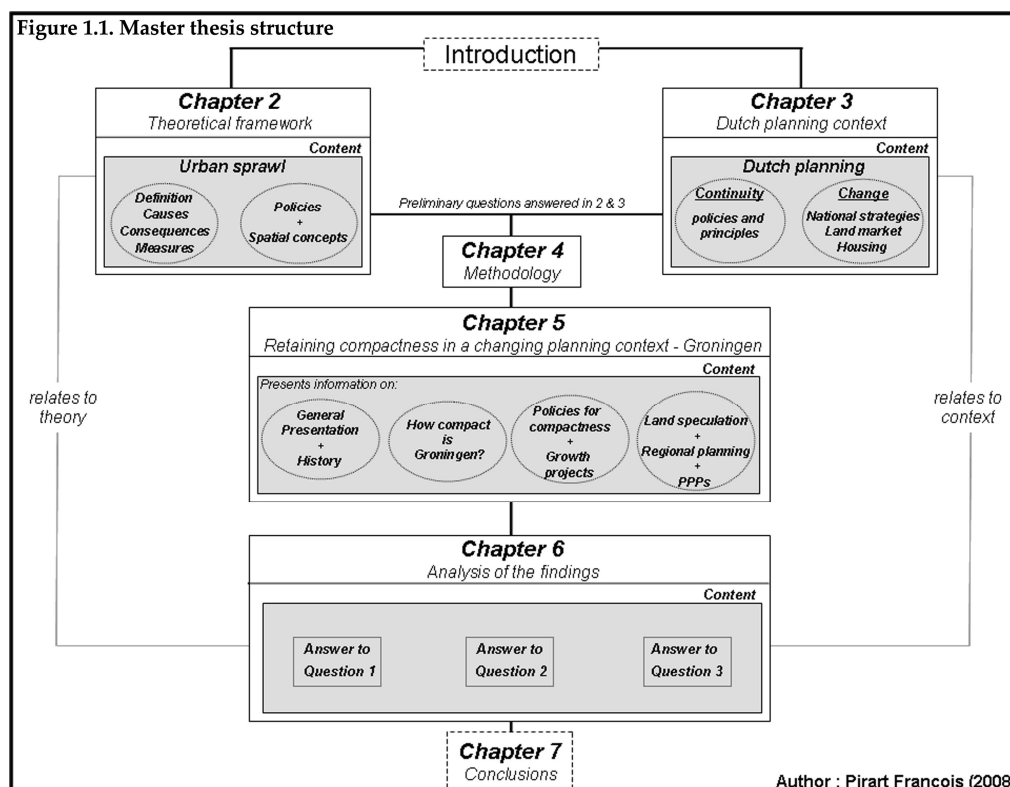 Figure 1.1. Master thesis structure
Introduction
Chapter 2
Theoretical framework
Content
Urban sprawl
Definition
Causes
Consequences
Measures
Policies
+
Spatial concepts
Chapter 3
Dutch planning context
Content
Dutch planning
Continuity
policies and
principles
Change
National strategies
Land market
Housing
Preliminary questions answered in 2 & 3
Chapter 4
Methodology
Chapter 5
Retaining compactness in a changing planning context - Groningen
Content
Presents information on:
General
Presentation
+
History
How compact
is
Groningen?
Policies for
compactness
+
Growth
projects
Land speculation
+
Regional planning
+
PPPs
relates to
theory
relates to
context
Chapter 6
Analysis of the findings
Content
Answer to
Question 1
Answer to
Question 2
Answer to
Question 3
Chapter 7
Conclusions
Author : Pirart François (2008